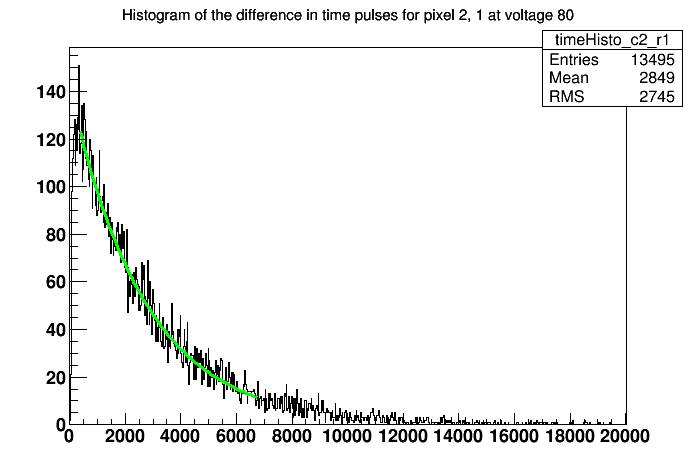 Histogram of the difference in time pulses for pixel 2, 1 at voltage 80
timeHisto_c2_r1
Entries 13495
Mean 2849
RMS 2745
140
120
100
80
60
40
20
0
0 2000 4000 6000 8000 10000 12000 14000 16000 18000 20000